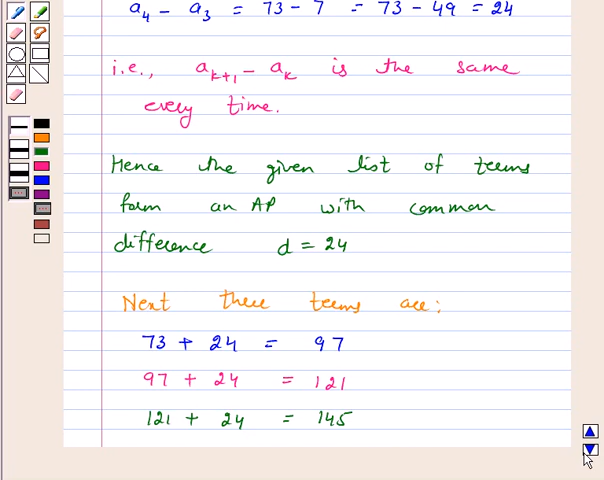 a₄ - a₃ = 73 - 7² = 73 - 49 = 24
i.e., aₖ₊₁ - aₖ is the same
every time.
Hence the given list of terms
form an AP with common
difference d = 24
Next three terms are:
73 + 24 = 97
97 + 24 = 121
121 + 24 = 145